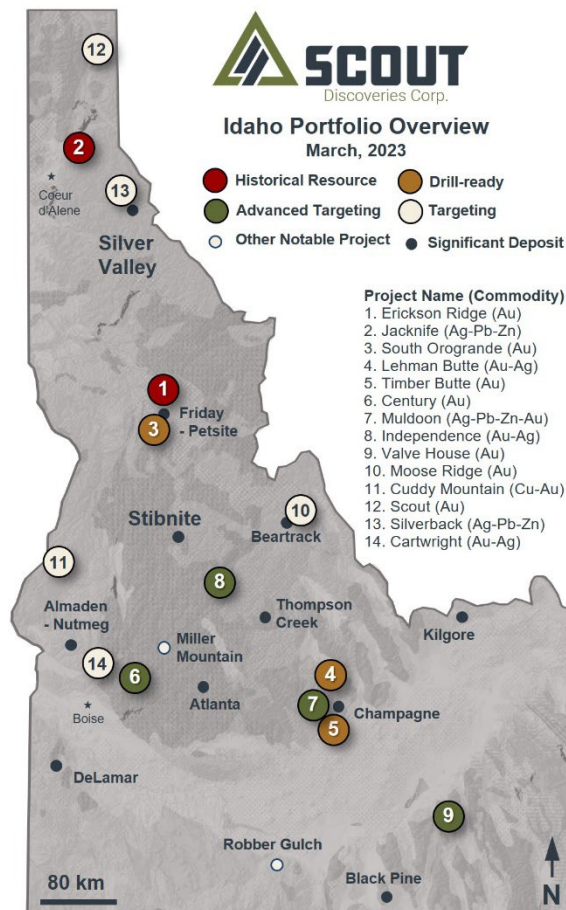 SCOUT
Discoveries Corp.
Idaho Portfolio Overview
March, 2023
Historical Resource
Drill-ready
Advanced Targeting
Targeting
Other Notable Project
Significant Deposit
Project Name (Commodity)
1. Erickson Ridge (Au)
2. Jacknife (Ag-Pb-Zn)
3. South Orogrande (Au)
4. Lehman Butte (Au-Ag)
5. Timber Butte (Au)
6. Century (Au)
7. Muldoon (Ag-Pb-Zn-Au)
8. Independence (Au-Ag)
9. Valve House (Au)
10. Moose Ridge (Au)
11. Cuddy Mountain (Cu-Au)
12. Scout (Au)
13. Silverback (Ag-Pb-Zn)
14. Cartwright (Au-Ag)
12
2
Coeur
d'Alene
13
Silver
Valley
1
Friday
- Petsite
3
10
Beartrack
Stibnite
11
8
Almaden
- Nutmeg
Thompson
Creek
Kilgore
Miller
Mountain
14
6
4
Atlanta
7
Champagne
Boise
5
DeLamar
9
Robber Gulch
Black Pine
80 km
N